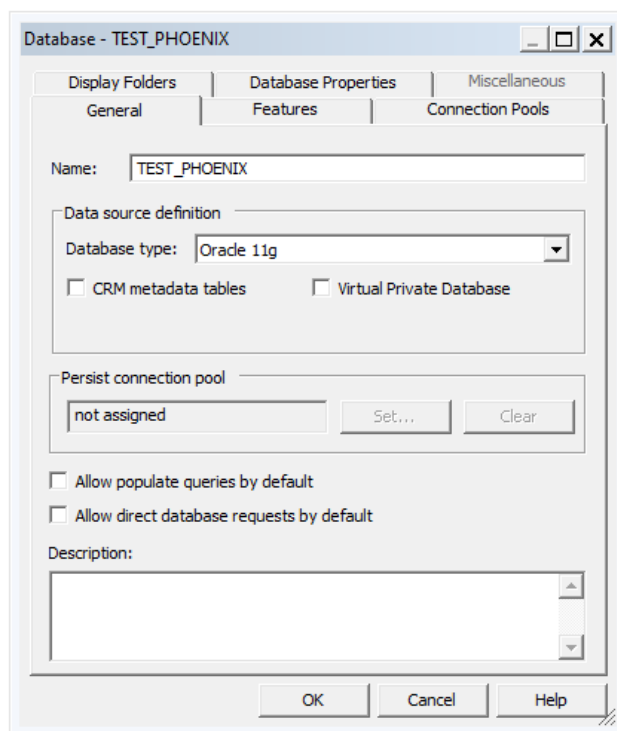 Database - TEST_PHOENIX
Display Folders Database Properties Miscellaneous
General Features Connection Pools
Name: TEST_PHOENIX
Data source definition
Database type: Oracle 11g
CRM metadata tables Virtual Private Database
Persist connection pool
not assigned Set... Clear
Allow populate queries by default
Allow direct database requests by default
Description:
OK Cancel Help